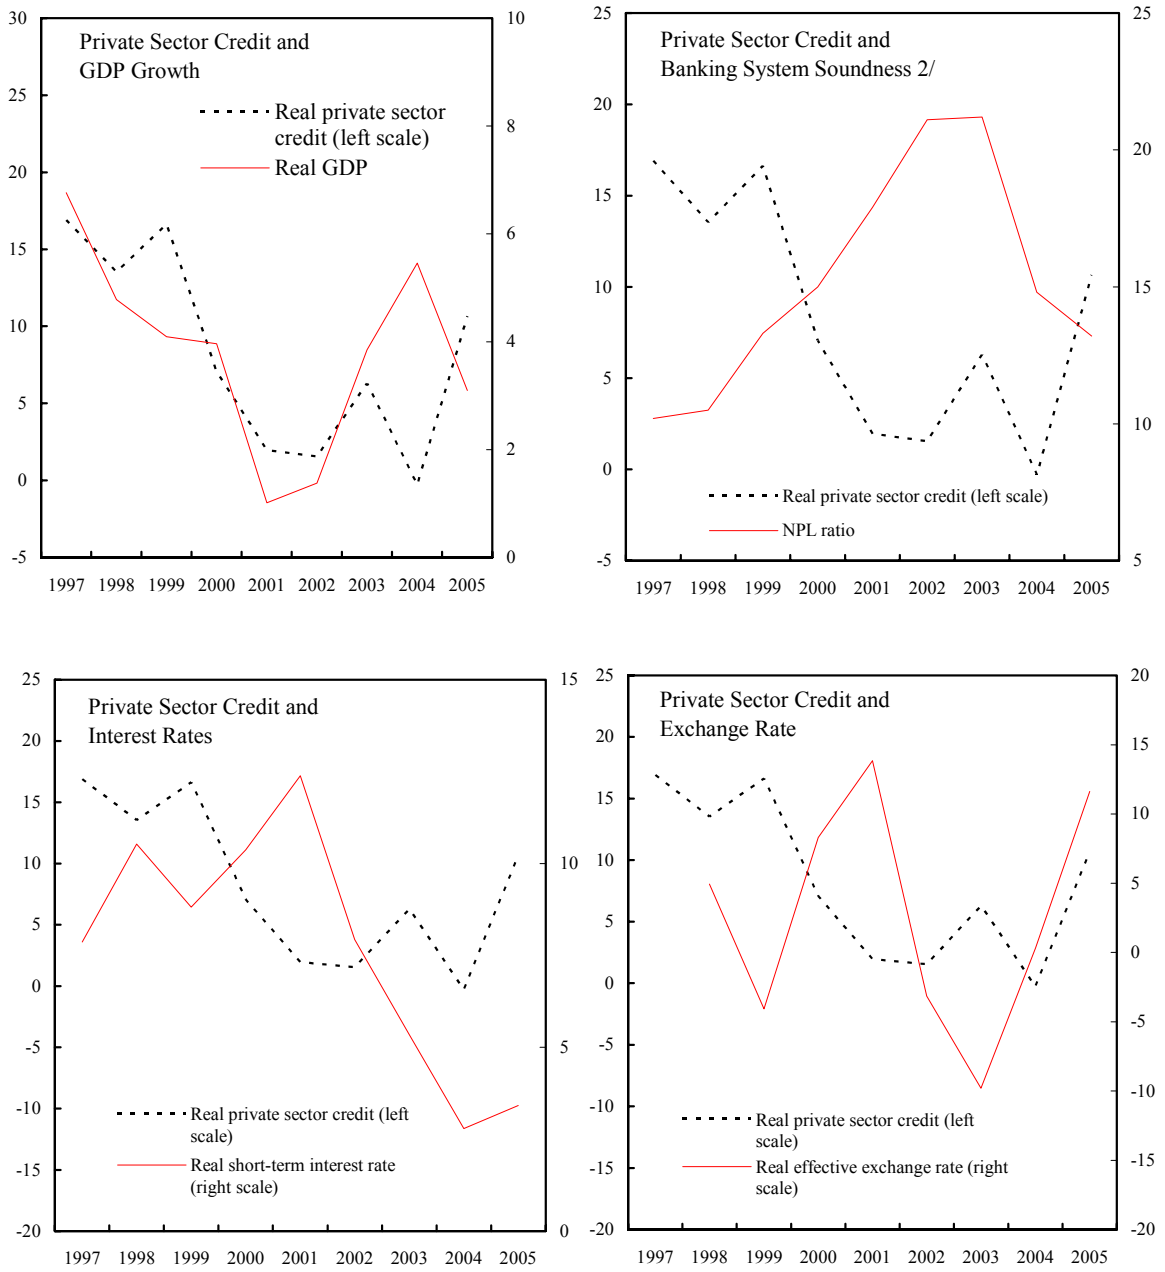 Private Sector Credit and
GDP Growth
Real private sector
credit (left scale)
Real GDP
30
25
20
15
10
5
0
-5
10
8
6
4
2
0
1997 1998 1999 2000 2001 2002 2003 2004 2005
Private Sector Credit and
Banking System Soundness 2/
Real private sector credit (left scale)
NPL ratio
25
20
15
10
5
0
-5
25
20
15
10
5
1997 1998 1999 2000 2001 2002 2003 2004 2005
Private Sector Credit and
Interest Rates
Real private sector credit (left
scale)
Real short-term interest rate
(right scale)
25
20
15
10
5
0
-5
-10
-15
-20
15
10
5
0
1997 1998 1999 2000 2001 2002 2003 2004 2005
Private Sector Credit and
Exchange Rate
Real private sector credit (left
scale)
Real effective exchange rate (right
scale)
25
20
15
10
5
0
-5
-10
-15
-20
20
15
10
5
0
-5
-10
-15
-20
1997 1998 1999 2000 2001 2002 2003 2004 2005